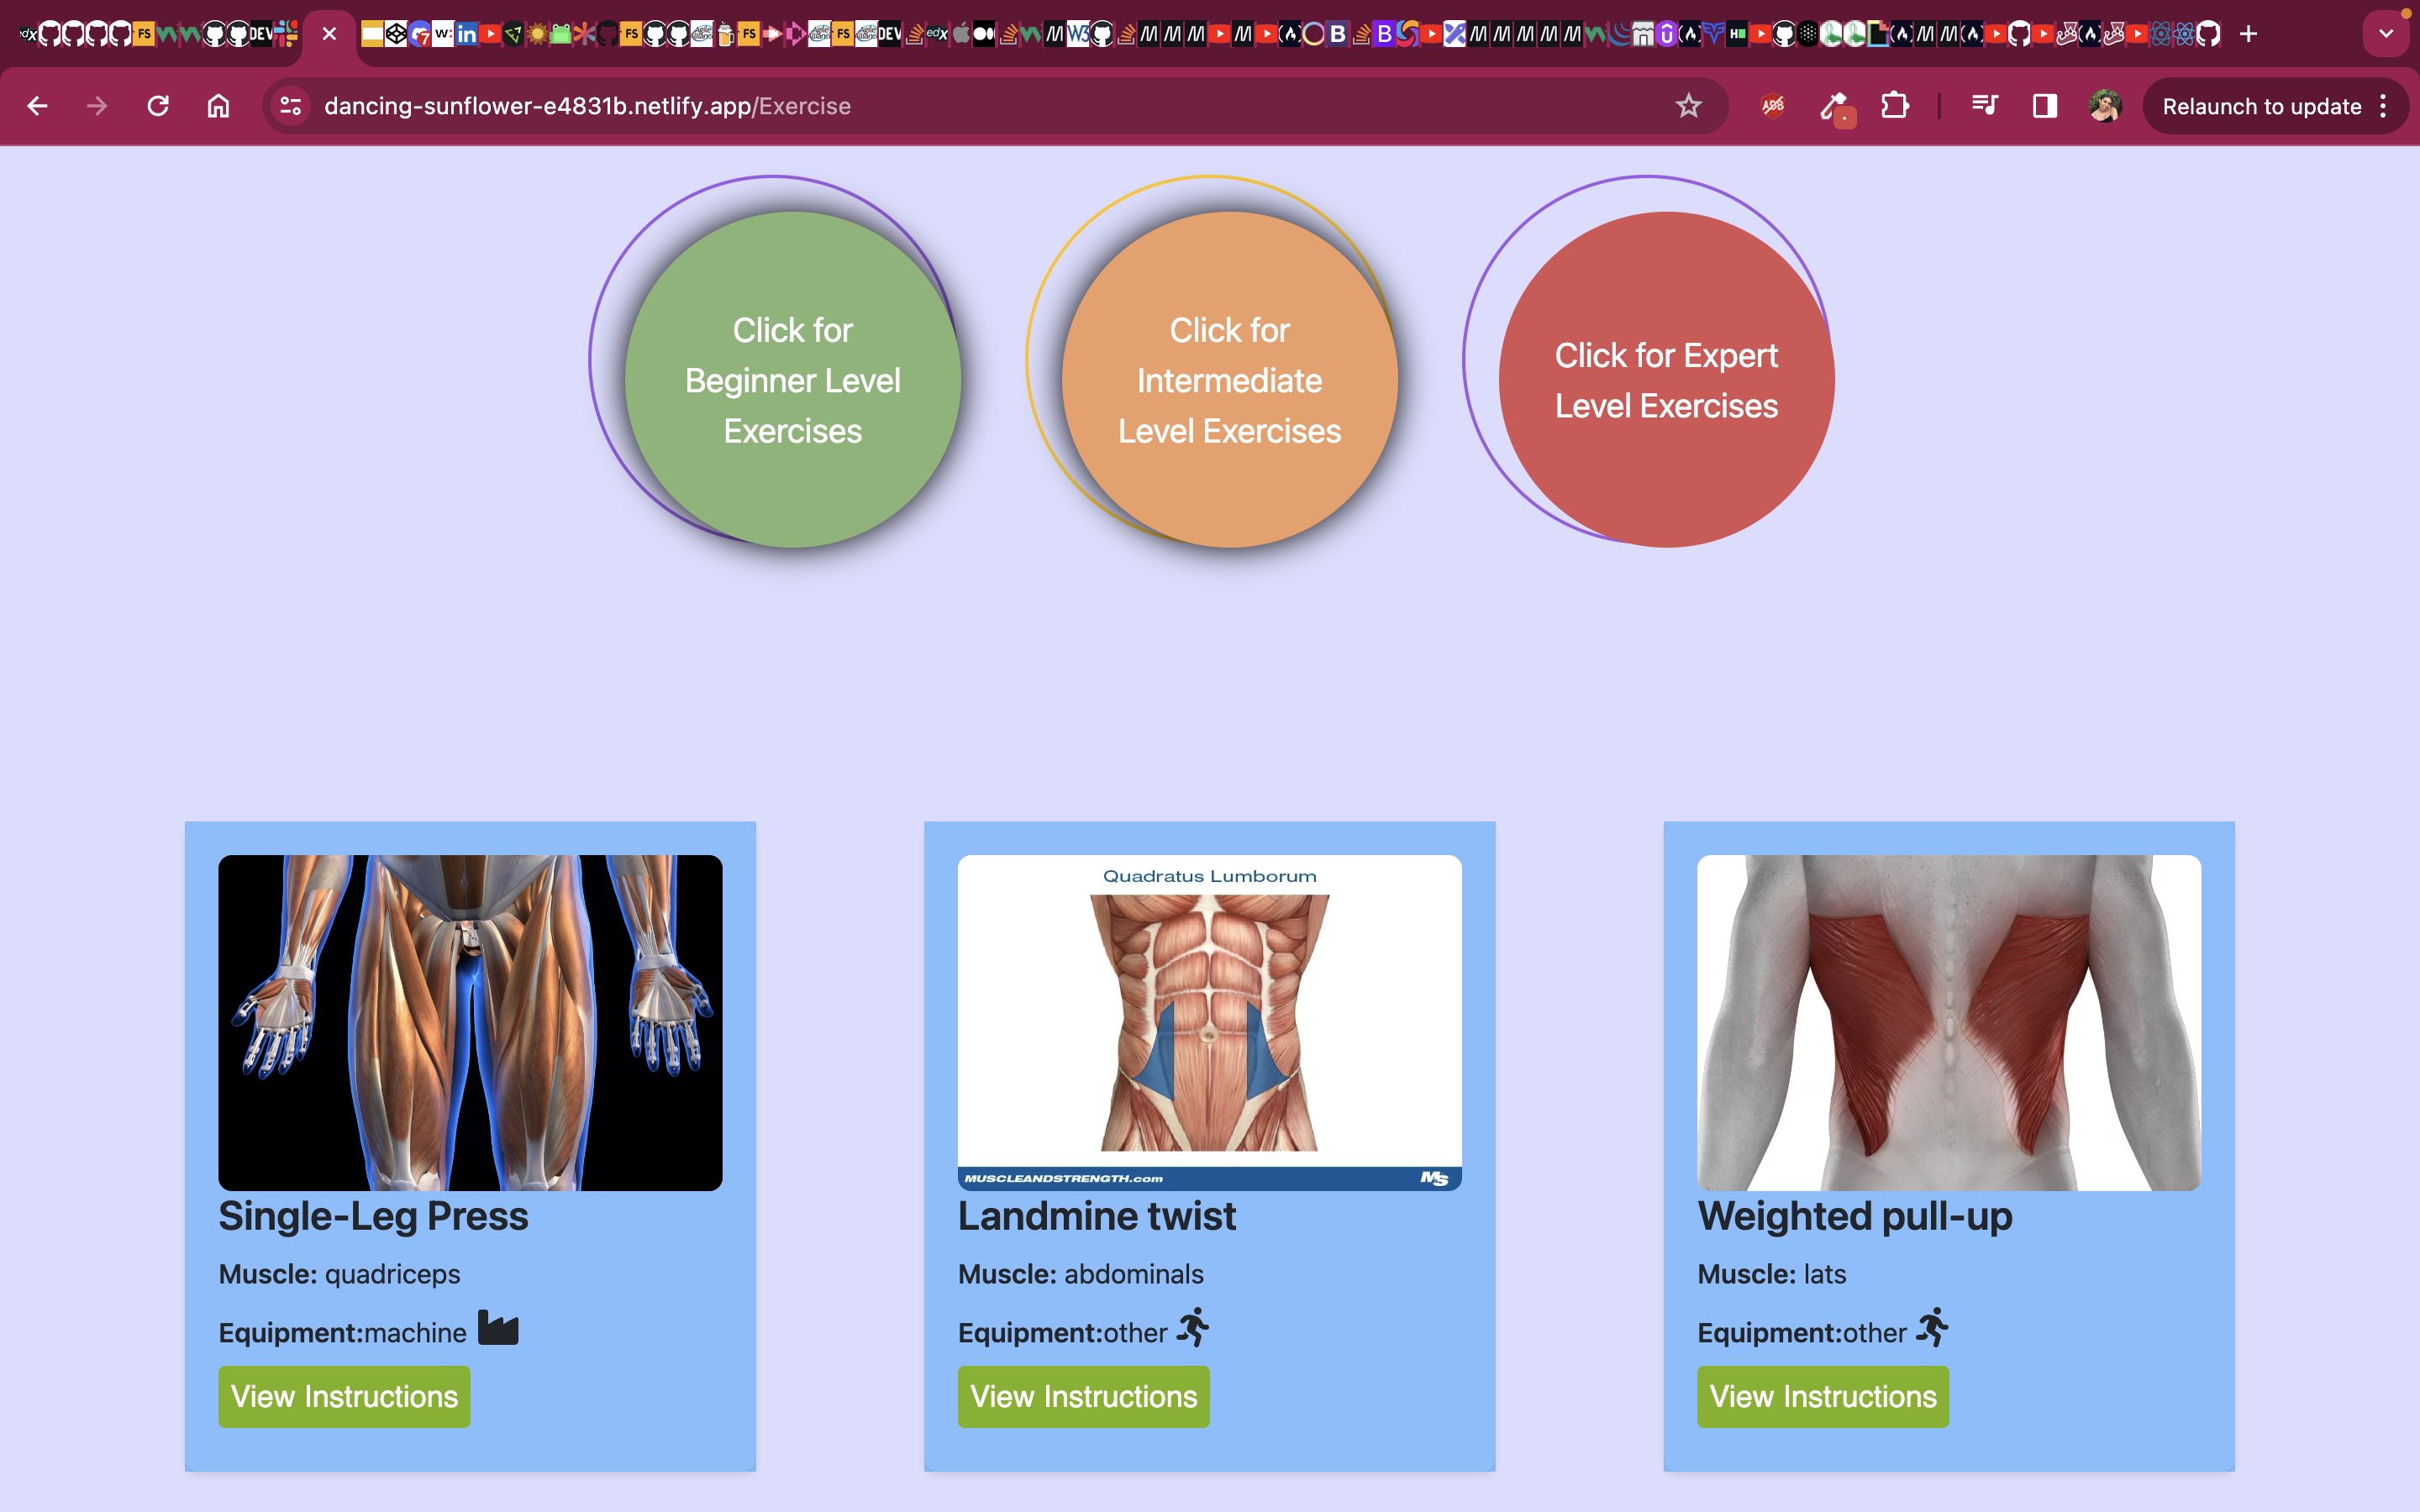 dancing-sunflower-e4831b.netlify.app/Exercise
Relaunch to update
Click for
Beginner Level
Exercises
Click for
Intermediate
Level Exercises
Click for Expert
Level Exercises
Quadratus Lumborum
MUSCLEANDSTRENGTH.com
MS
Single-Leg Press
Muscle: quadriceps
Equipment:machine
View Instructions
Landmine twist
Muscle: abdominals
Equipment:other
View Instructions
Weighted pull-up
Muscle: lats
Equipment:other
View Instructions